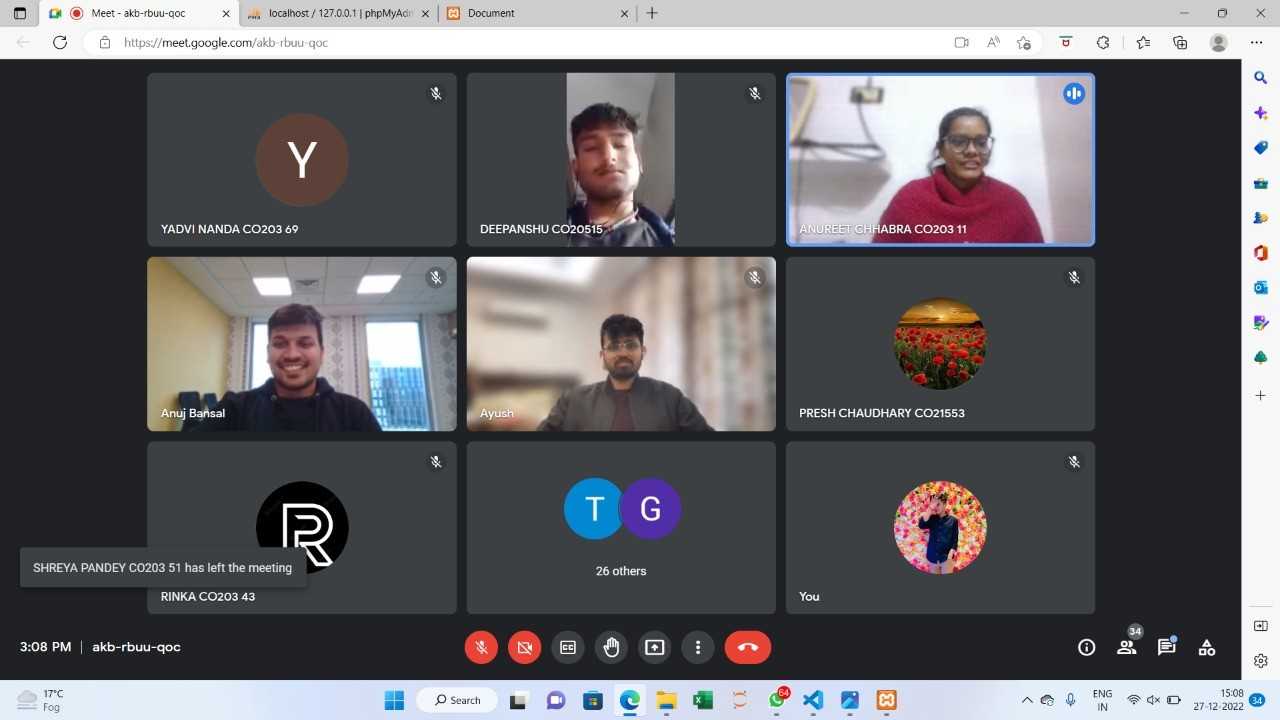 Meet - akb-rbuu-qoc
localhost / 127.0.0.1 | phpMyAdn
Document
https://meet.google.com/akb-rbuu-qoc
Y
YADVI NANDA CO203 69
DEEPANSHU CO20515
ANUREET CHHABRA CO203 11
Anuj Bansal
Ayush
PRESH CHAUDHARY CO21553
R
SHREYA PANDEY CO203 51 has left the meeting
RINKA CO203 43
T G
26 others
You
3:08 PM | akb-rbuu-qoc
CC
34
17°C
Fog
Search
64
ENG
IN
15:08
27-12-2022
34